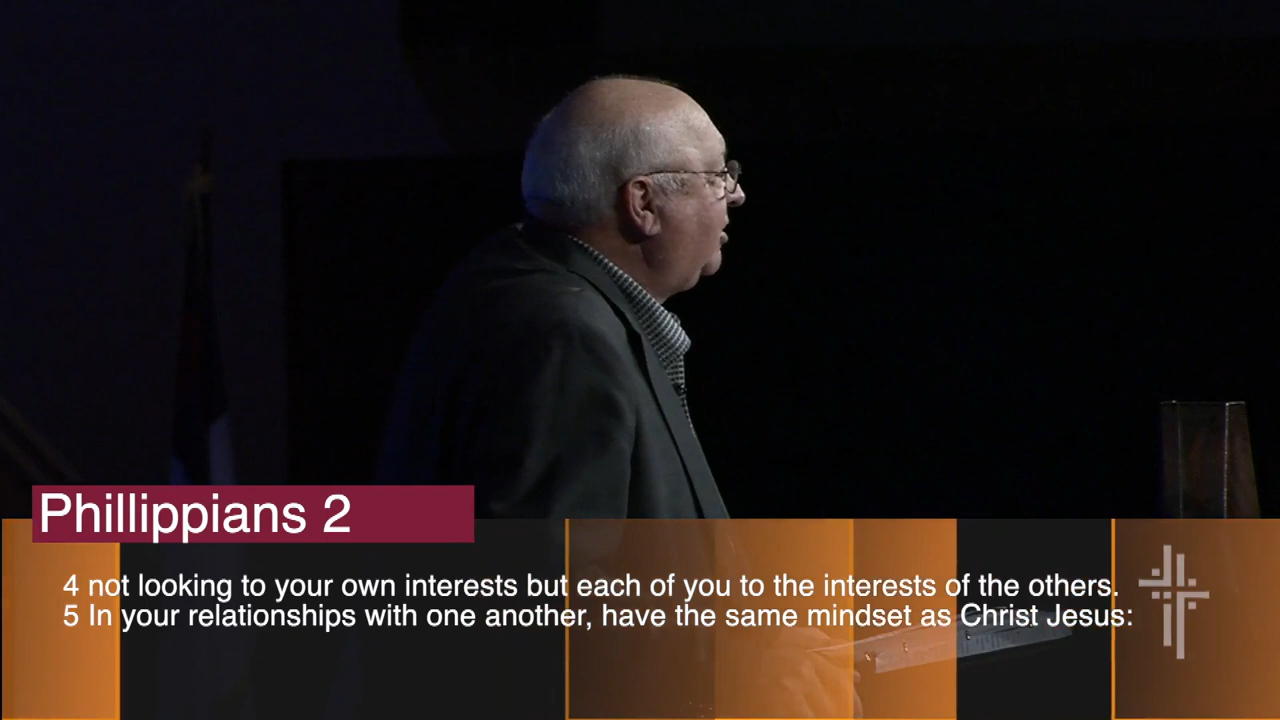 Phillippians 2
4 not looking to your own interests but each of you to the interests of the others.
5 In your relationships with one another, have the same mindset as Christ Jesus: